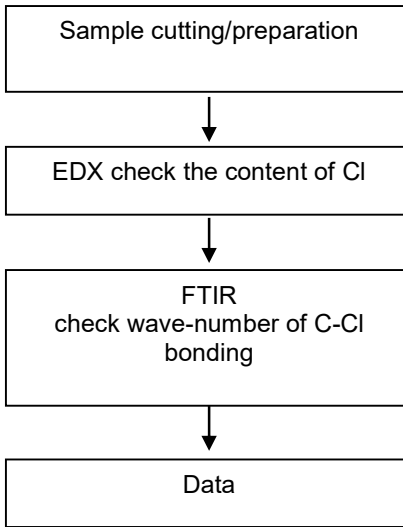 Sample cutting/preparation
EDX check the content of Cl
FTIR
check wave-number of C-Cl
bonding
Data